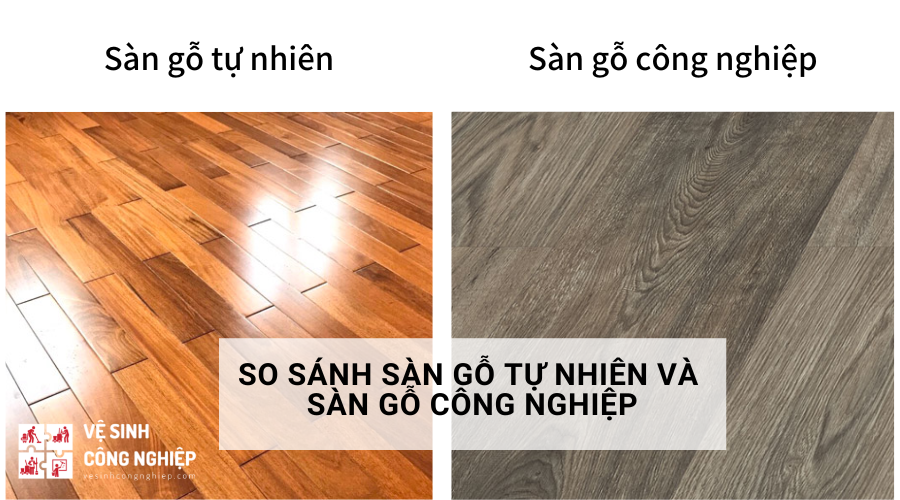 Sàn gỗ tự nhiên
Sàn gỗ công nghiệp
SO SÁNH SÀN GỖ TỰ NHIÊN VÀ
SÀN GỖ CÔNG NGHIỆP
VỆ SINH
CÔNG NGHIỆP
vesinhcongnghiep.com